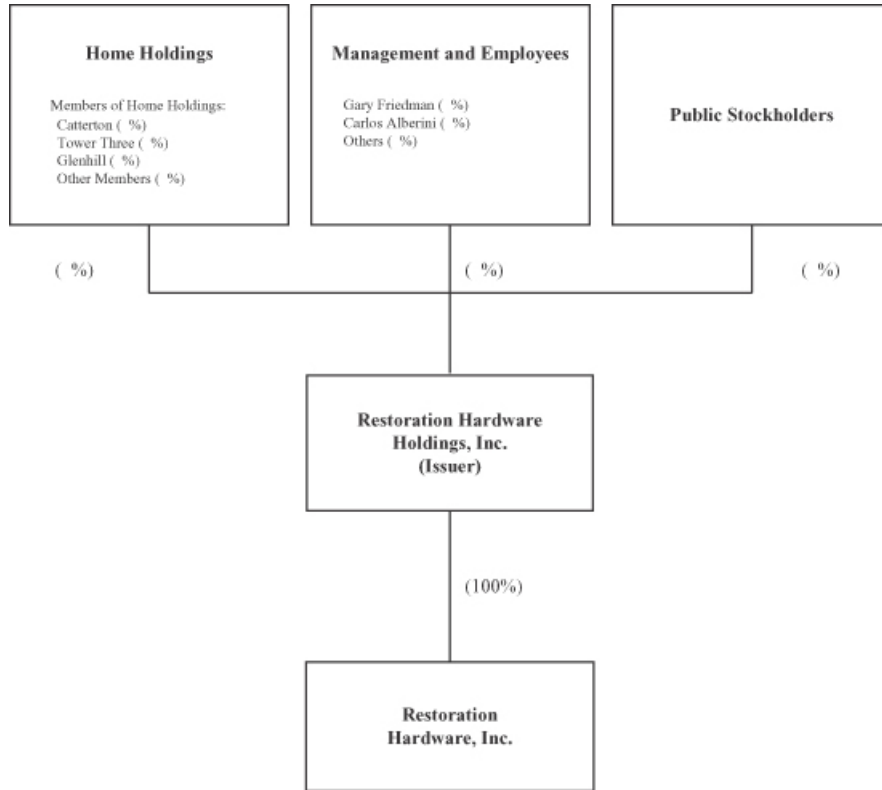 Home Holdings
Members of Home Holdings:
Catterton ( %)
Tower Three ( %)
Glenhill ( %)
Other Members ( %)
Management and Employees
Gary Friedman ( %)
Carlos Alberini ( %)
Others ( %)
Public Stockholders
( %)
( %)
( %)
Restoration Hardware
Holdings, Inc.
(Issuer)
(100%)
Restoration
Hardware, Inc.